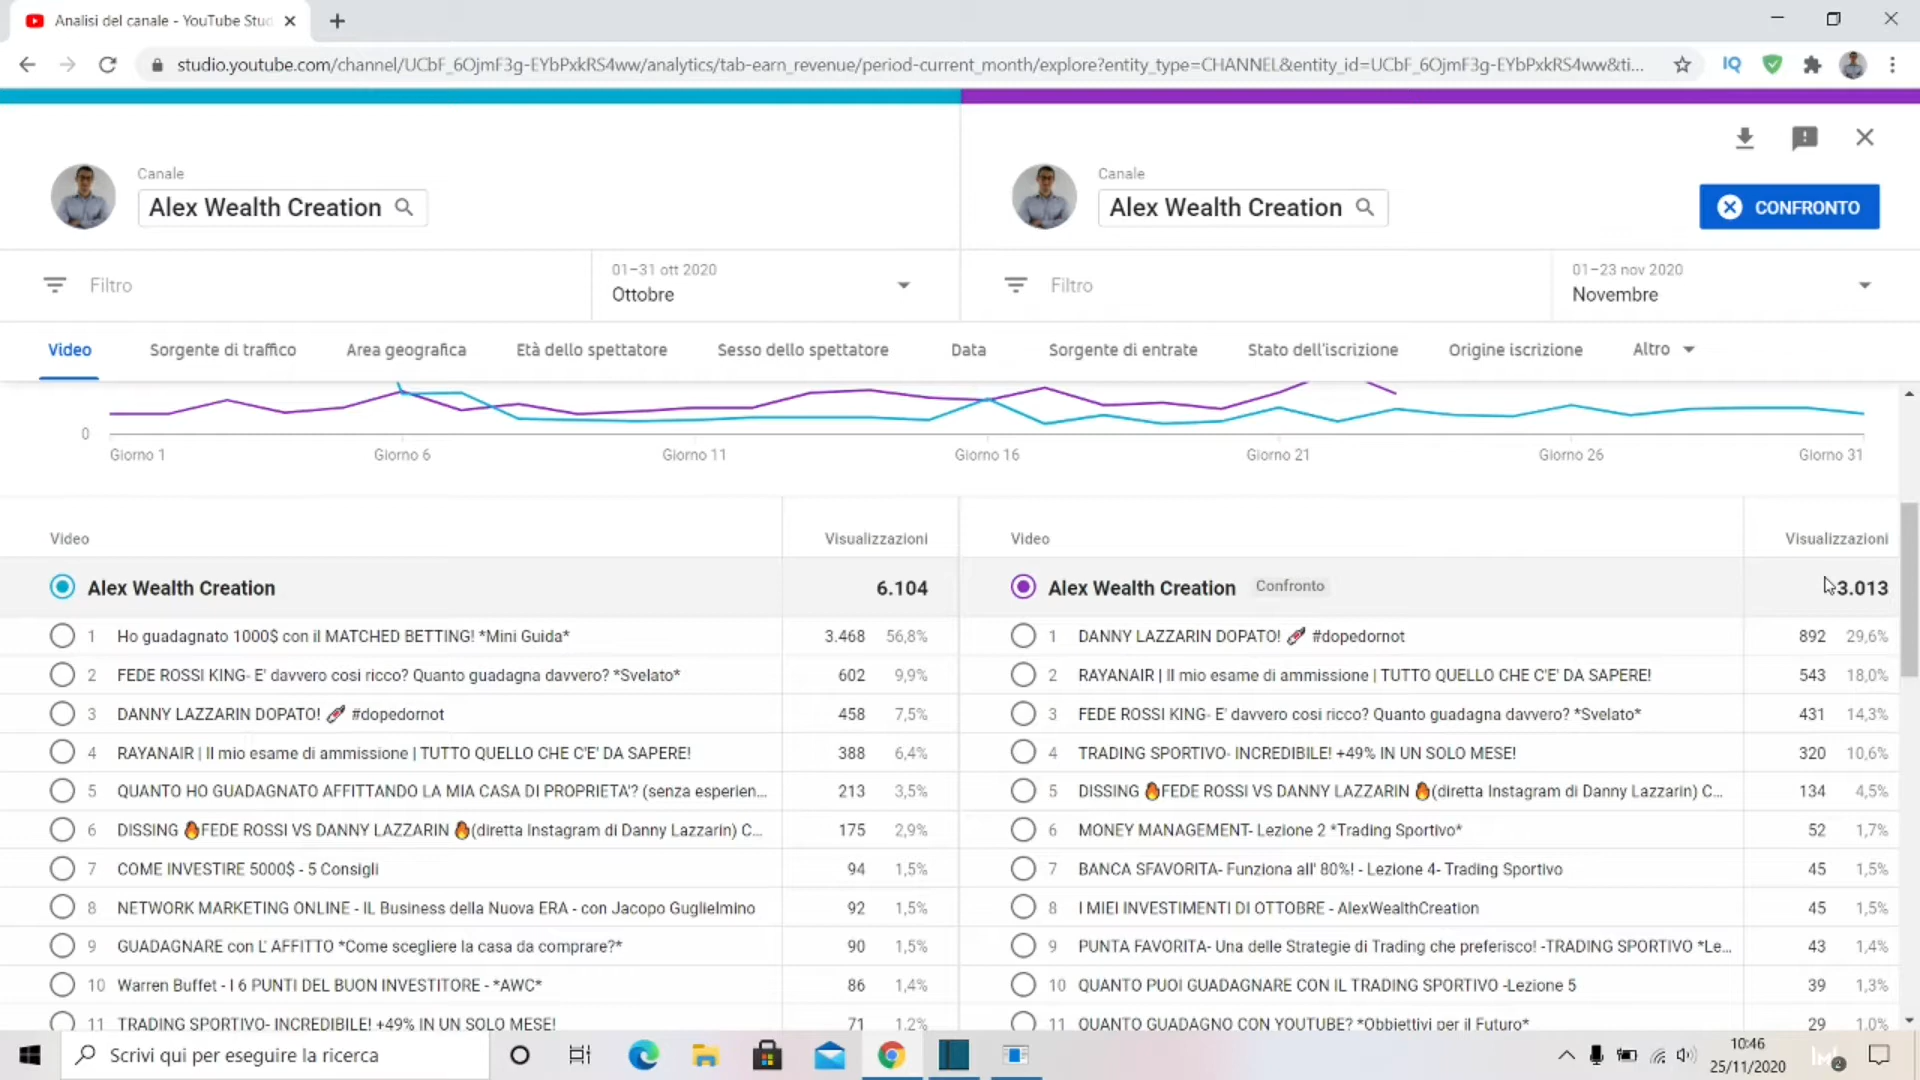 Analisi del canale - YouTube Stud
studio.youtube.com/channel/UCbF_6OjmF3g-EYbPxkRS4ww/analytics/tab-earn_revenue/period-current_month/explore?entity_type=CHANNEL&entity_id=UCbF_6OjmF3g-EYbPxkRS4ww&ti...
IQ
Canale
Alex Wealth Creation
Canale
Alex Wealth Creation
CONFRONTO
Filtro
01–31 ott 2020
Ottobre
Filtro
01–23 nov 2020
Novembre
Video Sorgente di traffico Area geografica Età dello spettatore Sesso dello spettatore Data Sorgente di entrate Stato dell'iscrizione Origine iscrizione Altro
0
Giorno 1 Giorno 6 Giorno 11 Giorno 16 Giorno 21 Giorno 26 Giorno 31
Video Visualizzazioni
Alex Wealth Creation 6.104
1 Ho guadagnato 1000$ con il MATCHED BETTING! *Mini Guida* 3.468 56,8%
2 FEDE ROSSI KING- E' davvero cosi ricco? Quanto guadagna davvero? *Svelato* 602 9,9%
3 DANNY LAZZARIN DOPATO! 💉 #dopedornot 458 7,5%
4 RAYANAIR | Il mio esame di ammissione | TUTTO QUELLO CHE C'E' DA SAPERE! 388 6,4%
5 QUANTO HO GUADAGNATO AFFITTANDO LA MIA CASA DI PROPRIETA'? (senza esperien... 213 3,5%
6 DISSING 🔥FEDE ROSSI VS DANNY LAZZARIN 🔥(diretta Instagram di Danny Lazzarin) C... 175 2,9%
7 COME INVESTIRE 5000$ - 5 Consigli 94 1,5%
8 NETWORK MARKETING ONLINE - IL Business della Nuova ERA - con Jacopo Guglielmino 92 1,5%
9 GUADAGNARE con L' AFFITTO *Come scegliere la casa da comprare?* 90 1,5%
10 Warren Buffet - I 6 PUNTI DEL BUON INVESTITORE - *AWC* 86 1,4%
11 TRADING SPORTIVO- INCREDIBILE! +49% IN UN SOLO MESE! 71 1,2%
Video Visualizzazioni
Alex Wealth Creation Confronto 3.013
1 DANNY LAZZARIN DOPATO! 💉 #dopedornot 892 29,6%
2 RAYANAIR | Il mio esame di ammissione | TUTTO QUELLO CHE C'E' DA SAPERE! 543 18,0%
3 FEDE ROSSI KING- E' davvero cosi ricco? Quanto guadagna davvero? *Svelato* 431 14,3%
4 TRADING SPORTIVO- INCREDIBILE! +49% IN UN SOLO MESE! 320 10,6%
5 DISSING 🔥FEDE ROSSI VS DANNY LAZZARIN 🔥(diretta Instagram di Danny Lazzarin) C... 134 4,5%
6 MONEY MANAGEMENT- Lezione 2 *Trading Sportivo* 52 1,7%
7 BANCA SFAVORITA- Funziona all' 80%! - Lezione 4- Trading Sportivo 45 1,5%
8 I MIEI INVESTIMENTI DI OTTOBRE - AlexWealthCreation 45 1,5%
9 PUNTA FAVORITA- Una delle Strategie di Trading che preferisco! -TRADING SPORTIVO *Le... 43 1,4%
10 QUANTO PUOI GUADAGNARE CON IL TRADING SPORTIVO -Lezione 5 39 1,3%
11 QUANTO GUADAGNO CON YOUTUBE? *Obbiettivi per il Futuro* 29 1,0%
Scrivi qui per eseguire la ricerca
10:46
25/11/2020
2